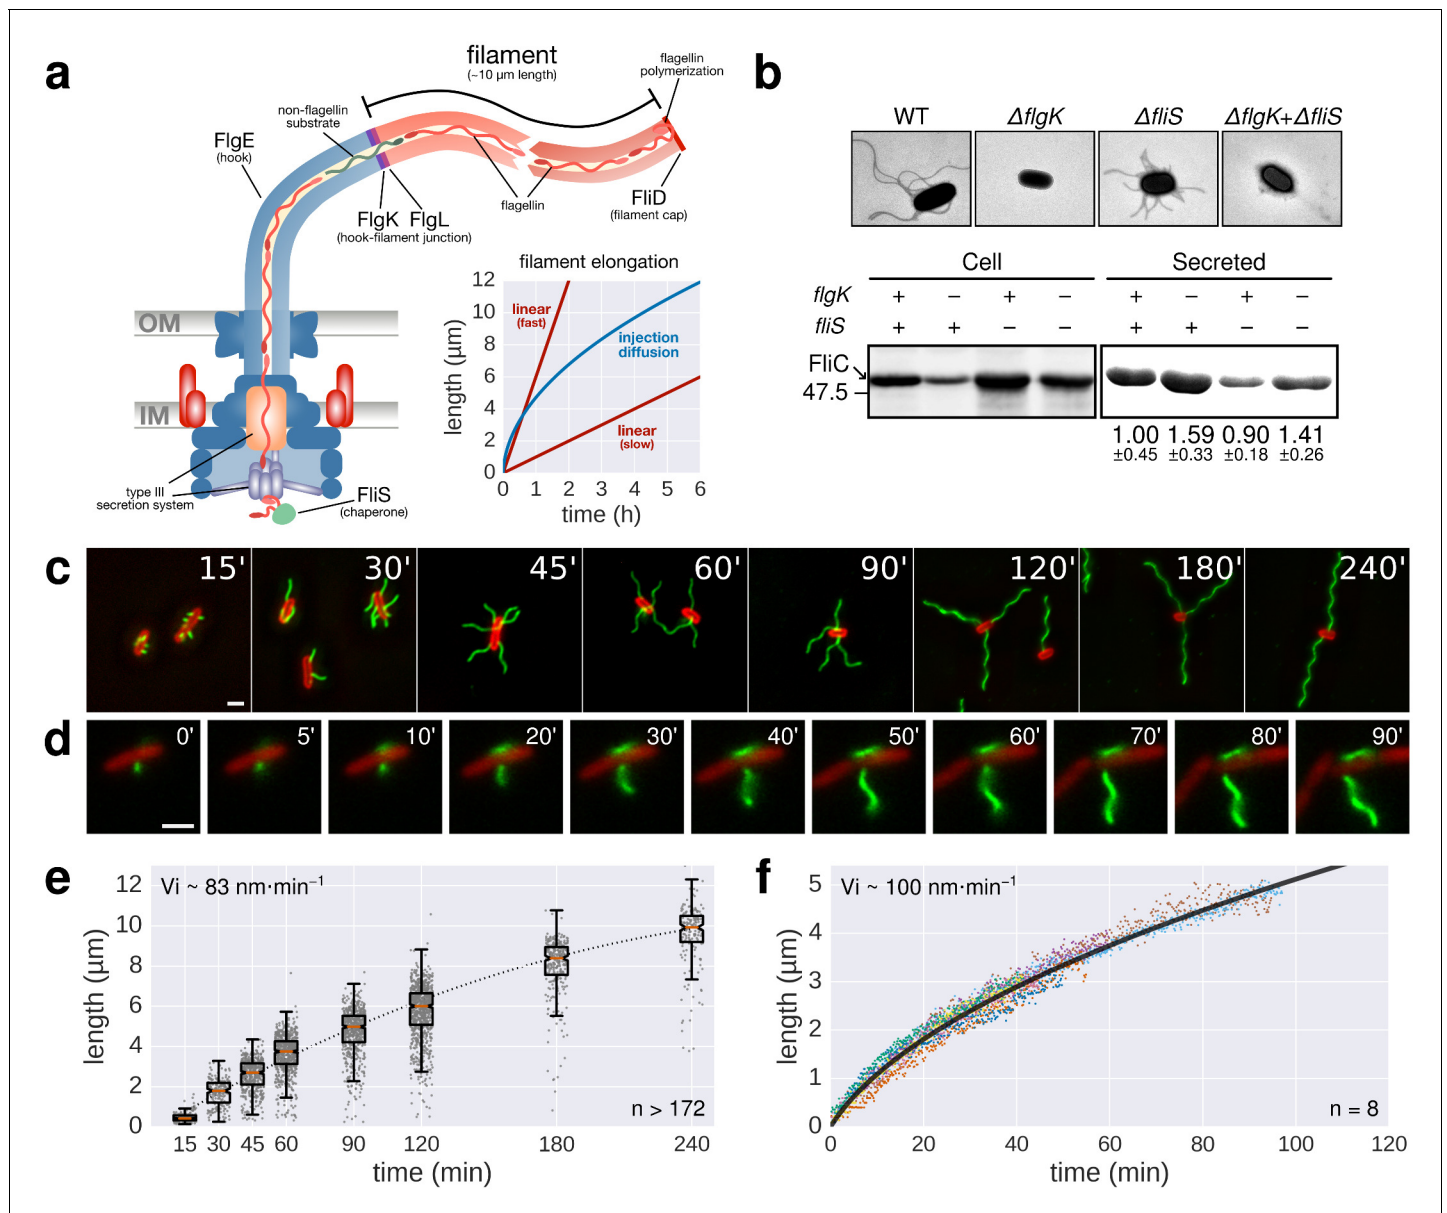 a
filament
(~10 μm length)
flagellin
polymerization
non-flagellin
substrate
FlgE
(hook)
FlgK FlgL
(hook-filament junction)
flagellin
FliD
(filament cap)
OM
IM
type III
secretion system
FliS
(chaperone)
filament elongation
length (μm)
12
10
8
6
4
2
0
linear
(fast)
injection
diffusion
linear
(slow)
0 1 2 3 4 5 6
time (h)
b
WT ΔflgK ΔfliS ΔflgK+ΔfliS
Cell Secreted
flgK + − + − + − + −
fliS + + − − + + − −
FliC
47.5
1.00 1.59 0.90 1.41
±0.45 ±0.33 ±0.18 ±0.26
c
15' 30' 45' 60' 90' 120' 180' 240'
d
0' 5' 10' 20' 30' 40' 50' 60' 70' 80' 90'
e
Vi ~ 83 nm·min⁻¹
length (μm)
12
10
8
6
4
2
0
n > 172
15 30 45 60 90 120 180 240
time (min)
f
Vi ~ 100 nm·min⁻¹
length (μm)
5
4
3
2
1
0
n = 8
0 20 40 60 80 100 120
time (min)